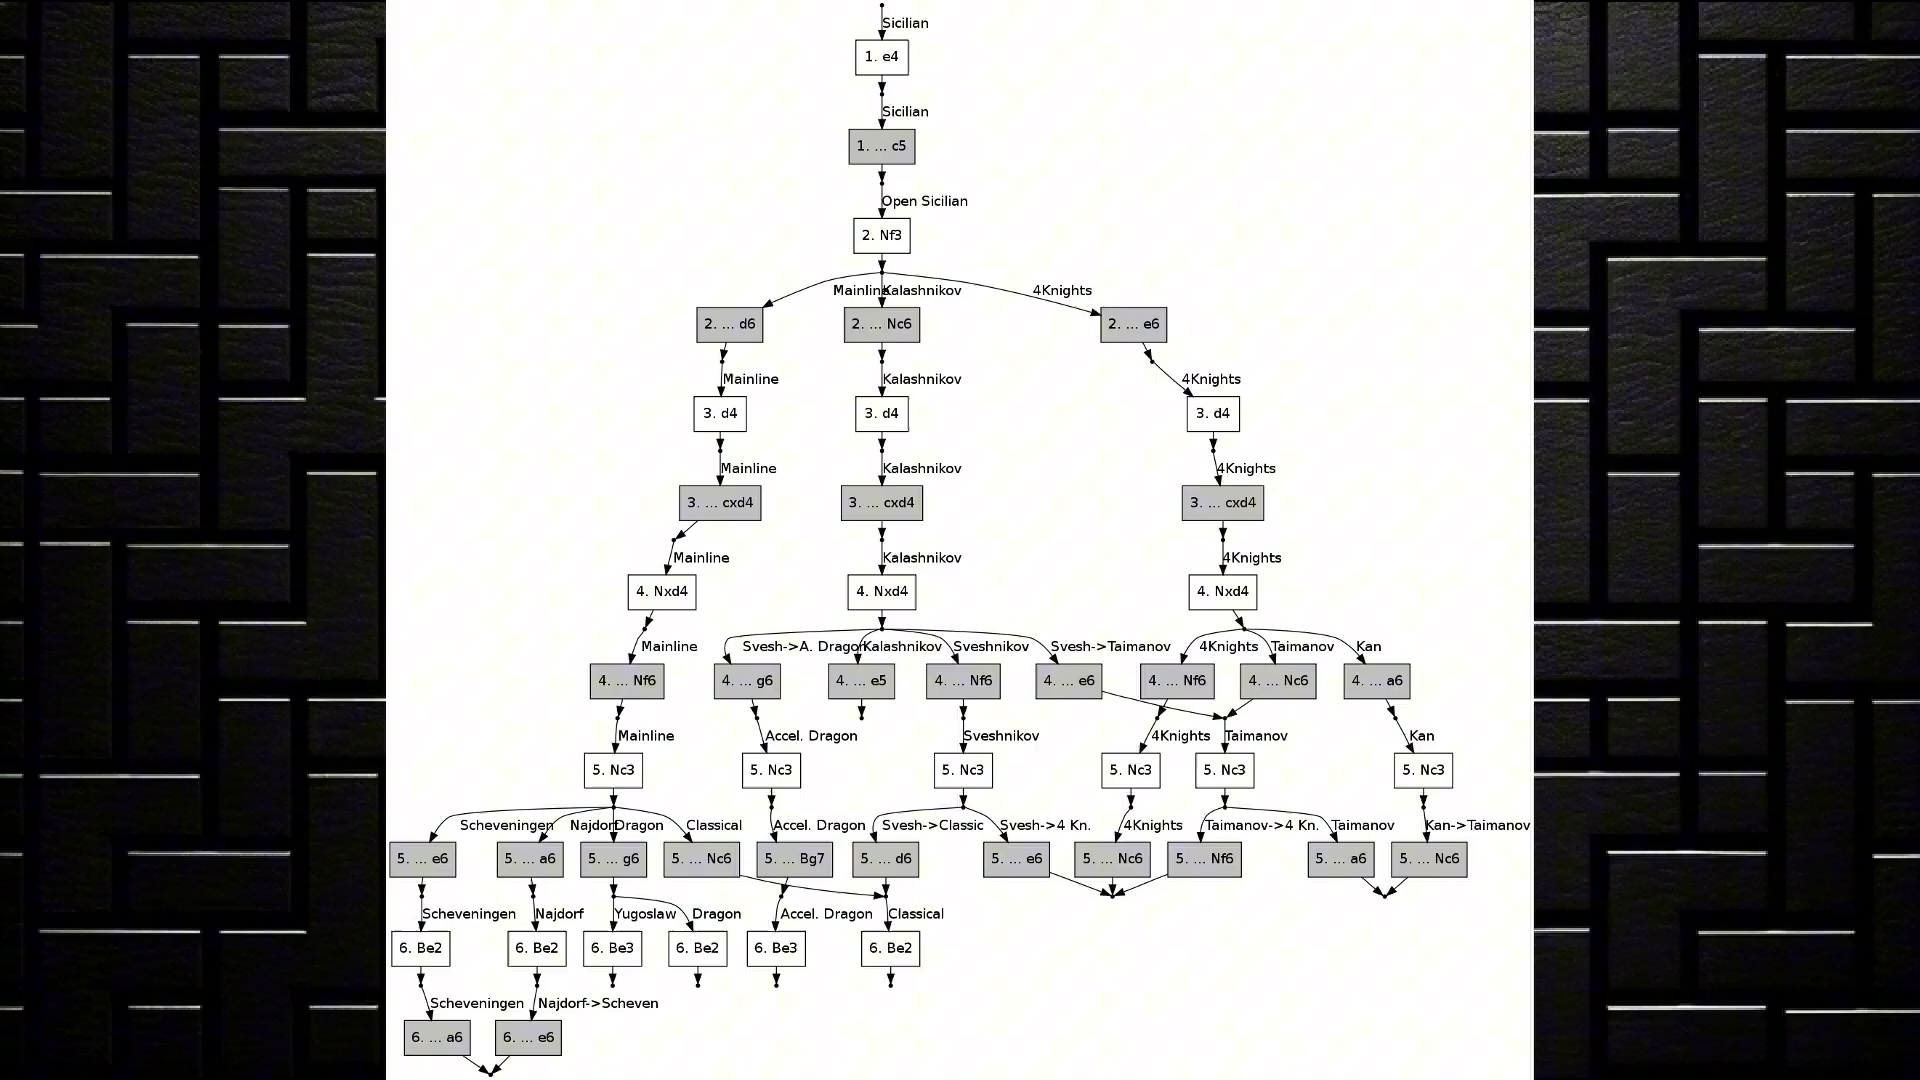 Sicilian
1. e4
Sicilian
1. ... c5
Open Sicilian
2. Nf3
Mainline Kalashnikov 4Knights
2. ... d6 2. ... Nc6 2. ... e6
Mainline Kalashnikov 4Knights
3. d4 3. d4 3. d4
Mainline Kalashnikov 4Knights
3. ... cxd4 3. ... cxd4 3. ... cxd4
Mainline Kalashnikov 4Knights
4. Nxd4 4. Nxd4 4. Nxd4
Mainline Svesh->A. Dragon Kalashnikov Sveshnikov Svesh->Taimanov 4Knights Taimanov Kan
4. ... Nf6 4. ... g6 4. ... e5 4. ... Nf6 4. ... e6 4. ... Nf6 4. ... Nc6 4. ... a6
Mainline Accel. Dragon Sveshnikov 4Knights Taimanov Kan
5. Nc3 5. Nc3 5. Nc3 5. Nc3 5. Nc3 5. Nc3
Scheveningen Najdorf Dragon Classical Accel. Dragon Svesh->Classic Svesh->4 Kn. 4Knights Taimanov->4 Kn. Taimanov Kan->Taimanov
5. ... e6 5. ... a6 5. ... g6 5. ... Nc6 5. ... Bg7 5. ... d6 5. ... e6 5. ... Nc6 5. ... Nf6 5. ... a6 5. ... Nc6
Scheveningen Najdorf Yugoslaw Dragon Accel. Dragon Classical
6. Be2 6. Be2 6. Be3 6. Be2 6. Be3 6. Be2
Scheveningen Najdorf->Scheven
6. ... a6 6. ... e6